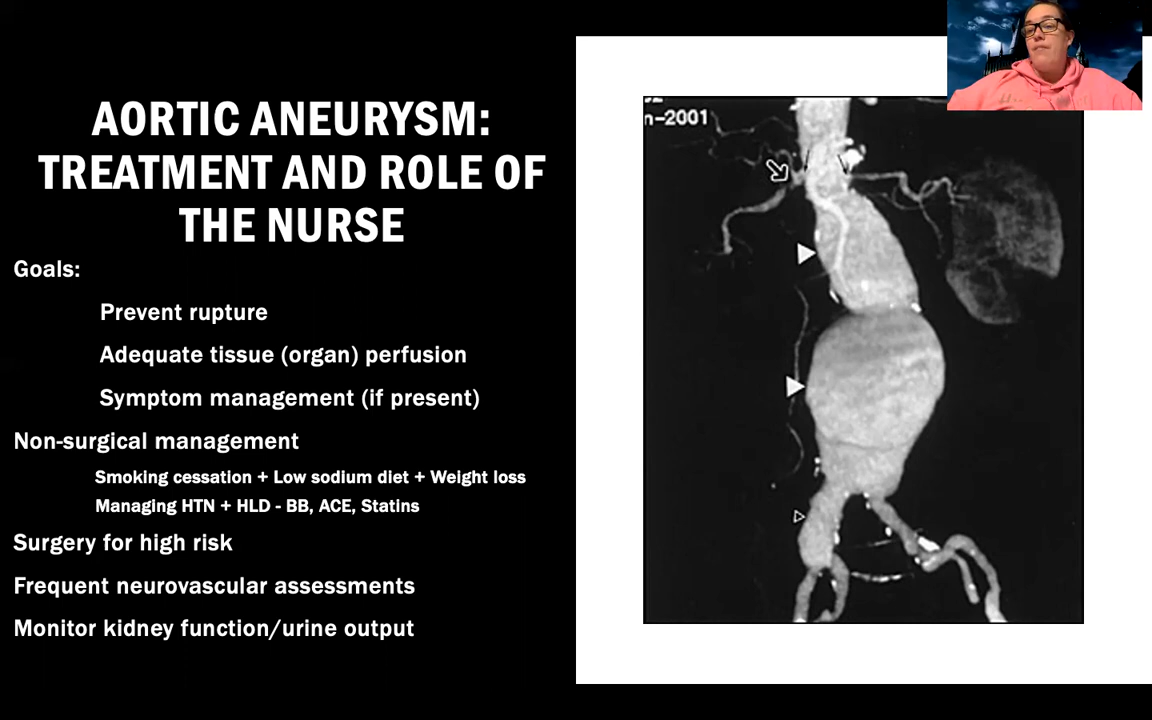 AORTIC ANEURYSM:
TREATMENT AND ROLE OF
THE NURSE
Goals:
Prevent rupture
Adequate tissue (organ) perfusion
Symptom management (if present)
Non-surgical management
Smoking cessation + Low sodium diet + Weight loss
Managing HTN + HLD - BB, ACE, Statins
Surgery for high risk
Frequent neurovascular assessments
Monitor kidney function/urine output
n-2001